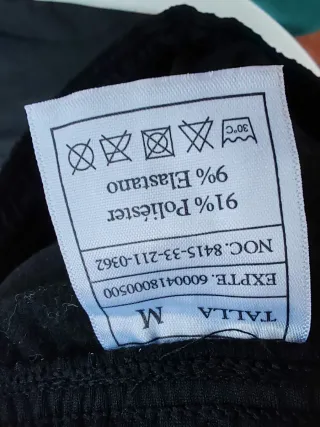 TALLA
M
EXPTE. 6000418000500
NOC. 8415-33-211-0362
91% Poliéster
9% Elastano
30°C